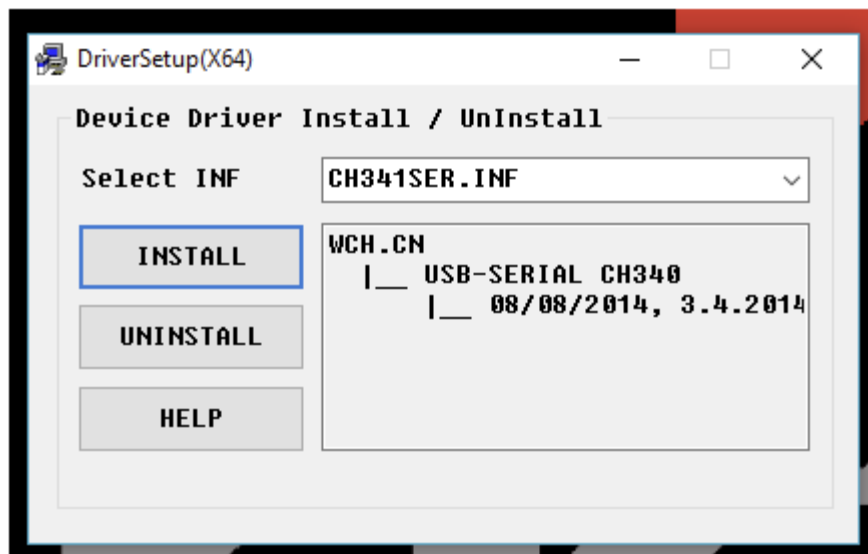 DriverSetup(X64)
Device Driver Install / UnInstall
Select INF
CH341SER.INF
INSTALL
WCH.CN
|__ USB-SERIAL CH340
|__ 08/08/2014, 3.4.2014
UNINSTALL
HELP